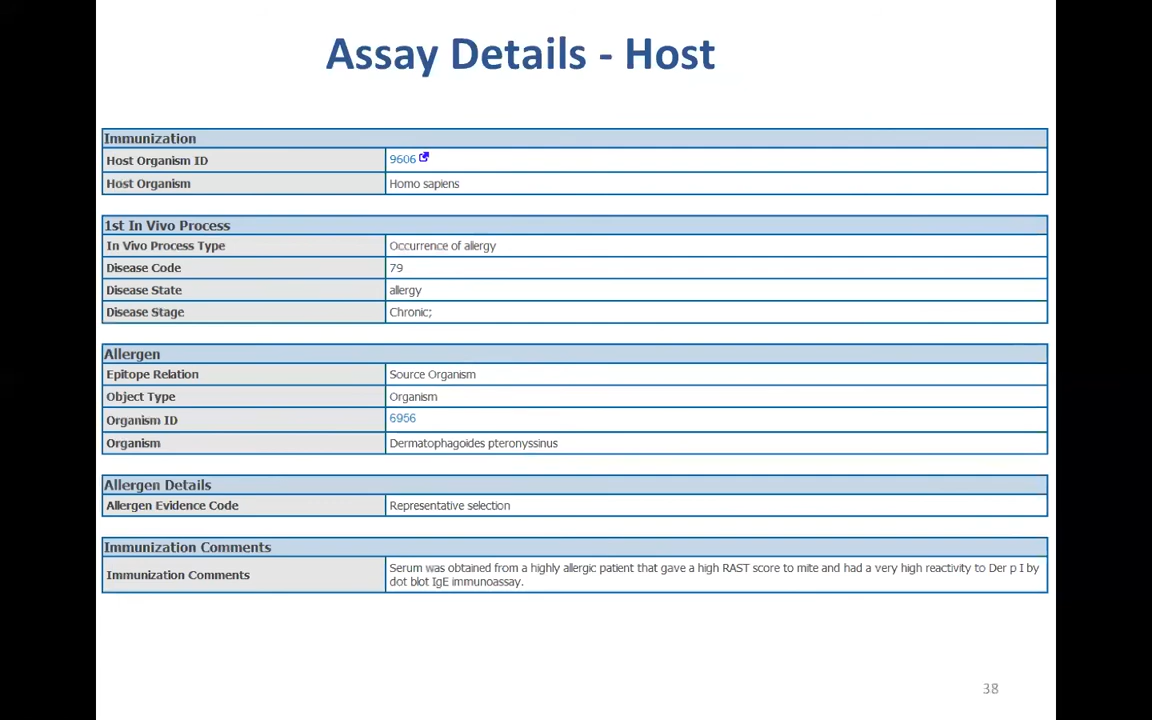 Assay Details - Host
Immunization
Host Organism ID 9606
Host Organism Homo sapiens
1st In Vivo Process
In Vivo Process Type Occurrence of allergy
Disease Code 79
Disease State allergy
Disease Stage Chronic;
Allergen
Epitope Relation Source Organism
Object Type Organism
Organism ID 6956
Organism Dermatophagoides pteronyssinus
Allergen Details
Allergen Evidence Code Representative selection
Immunization Comments
Immunization Comments Serum was obtained from a highly allergic patient that gave a high RAST score to mite and had a very high reactivity to Der p I by
dot blot IgE immunoassay.
38